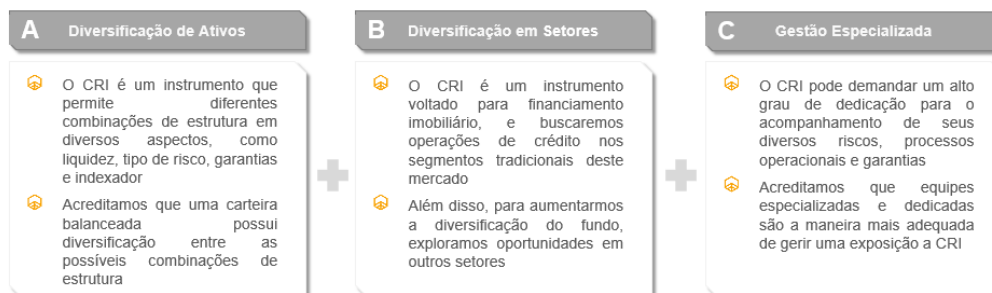 A Diversificação de Ativos
O CRI é um instrumento que
permite diferentes
combinações de estrutura em
diversos aspectos, como
liquidez, tipo de risco, garantias
e indexador
Acreditamos que uma carteira
balanceada possui
diversificação entre as
possíveis combinações de
estrutura
B Diversificação em Setores
O CRI é um instrumento
voltado para financiamento
imobiliário, e buscaremos
operações de crédito nos
segmentos tradicionais deste
mercado
Além disso, para aumentarmos
a diversificação do fundo,
exploramos oportunidades em
outros setores
C Gestão Especializada
O CRI pode demandar um alto
grau de dedicação para o
acompanhamento de seus
diversos riscos, processos
operacionais e garantias
Acreditamos que equipes
especializadas e dedicadas
são a maneira mais adequada
de gerir uma exposição a CRI